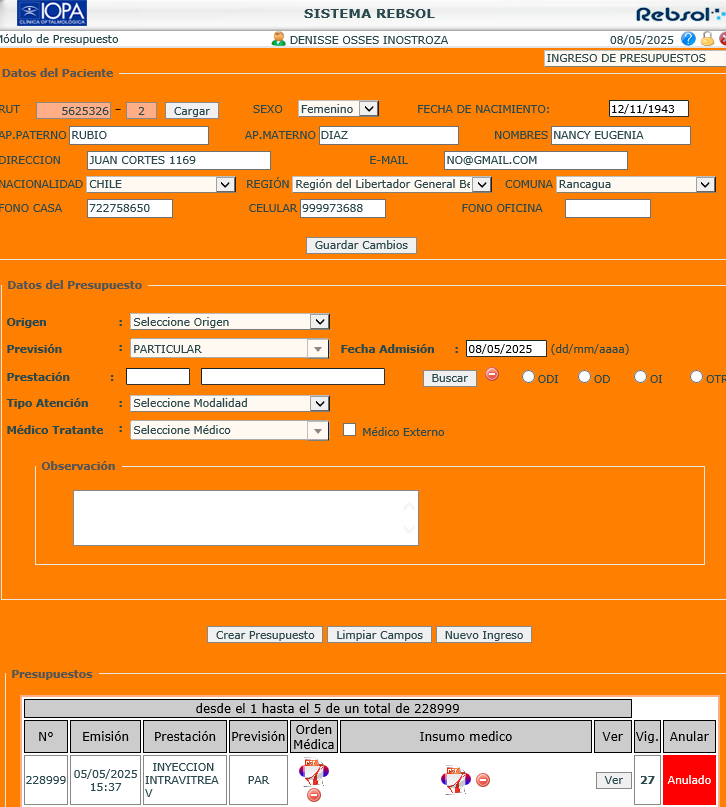 IOPA SISTEMA REBSOL Rebsol
CLÍNICA OFTALMOLÓGICA
Módulo de Presupuesto DENISSE OSSES INOSTROZA 08/05/2025
INGRESO DE PRESUPUESTOS
Datos del Paciente
RUT 5625326 - 2 Cargar SEXO Femenino FECHA DE NACIMIENTO: 12/11/1943
AP.PATERNO RUBIO AP.MATERNO DIAZ NOMBRES NANCY EUGENIA
DIRECCION JUAN CORTES 1169 E-MAIL NO@GMAIL.COM
NACIONALIDAD CHILE REGIÓN Región del Libertador General Be COMUNA Rancagua
FONO CASA 722758650 CELULAR 999973688 FONO OFICINA
Guardar Cambios
Datos del Presupuesto
Origen : Seleccione Origen
Previsión : PARTICULAR Fecha Admisión : 08/05/2025 (dd/mm/aaaa)
Prestación : Buscar ODI OD OI OTR
Tipo Atención : Seleccione Modalidad
Médico Tratante : Seleccione Médico Médico Externo
Observación
Crear Presupuesto Limpiar Campos Nuevo Ingreso
Presupuestos
desde el 1 hasta el 5 de un total de 228999
Nº Emisión Prestación Previsión Orden Médica Insumo medico Ver Vig. Anular
228999 05/05/2025 15:37 INYECCION INTRAVITREA V PAR Ver 27 Anulado